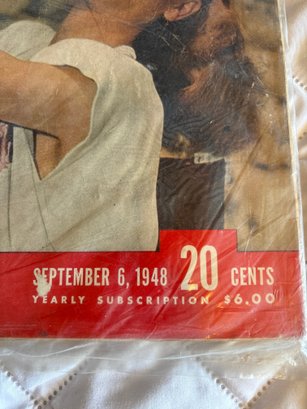 SEPTEMBER 6, 1948 20 CENTS
YEARLY SUBSCRIPTION $6.00